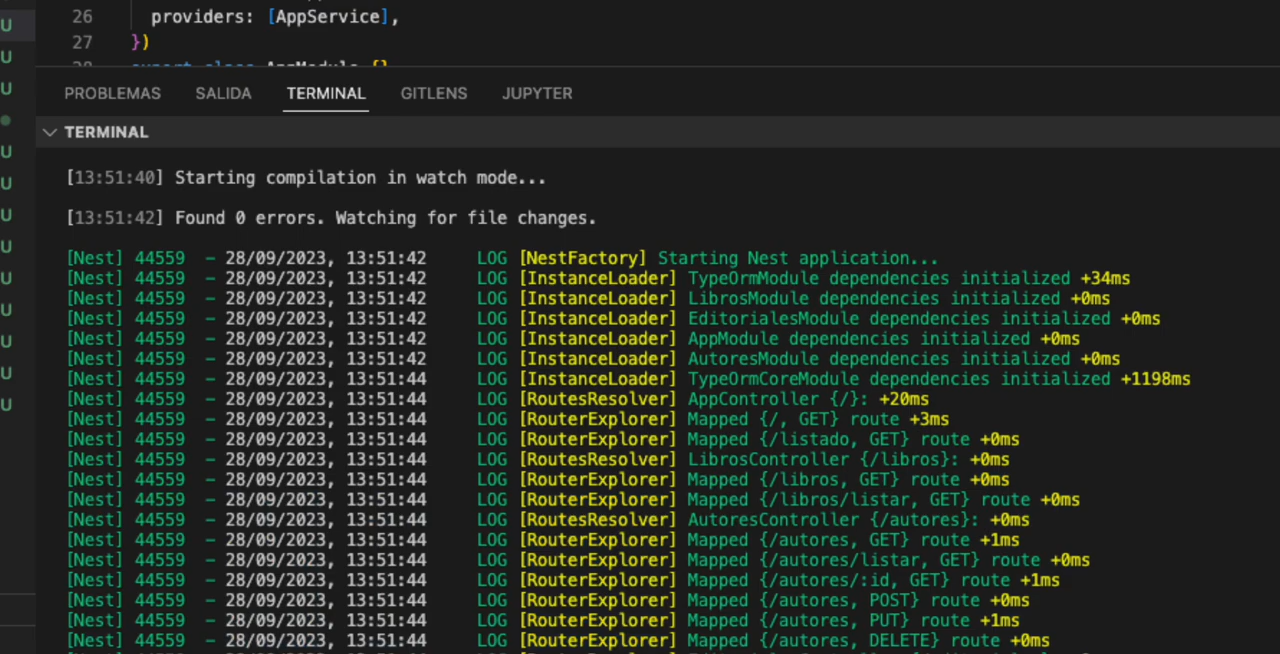 U
U
U
U
U
U
U
U
U
U
U
U
26 providers: [AppService],
27 })
28 export class AppModule {}
PROBLEMAS SALIDA TERMINAL GITLENS JUPYTER
TERMINAL
[13:51:40] Starting compilation in watch mode...
[13:51:42] Found 0 errors. Watching for file changes.
[Nest] 44559 - 28/09/2023, 13:51:42 LOG [NestFactory] Starting Nest application...
[Nest] 44559 - 28/09/2023, 13:51:42 LOG [InstanceLoader] TypeOrmModule dependencies initialized +34ms
[Nest] 44559 - 28/09/2023, 13:51:42 LOG [InstanceLoader] LibrosModule dependencies initialized +0ms
[Nest] 44559 - 28/09/2023, 13:51:42 LOG [InstanceLoader] EditorialesModule dependencies initialized +0ms
[Nest] 44559 - 28/09/2023, 13:51:42 LOG [InstanceLoader] AppModule dependencies initialized +0ms
[Nest] 44559 - 28/09/2023, 13:51:42 LOG [InstanceLoader] AutoresModule dependencies initialized +0ms
[Nest] 44559 - 28/09/2023, 13:51:44 LOG [InstanceLoader] TypeOrmCoreModule dependencies initialized +1198ms
[Nest] 44559 - 28/09/2023, 13:51:44 LOG [RoutesResolver] AppController {/}: +20ms
[Nest] 44559 - 28/09/2023, 13:51:44 LOG [RouterExplorer] Mapped {/, GET} route +3ms
[Nest] 44559 - 28/09/2023, 13:51:44 LOG [RouterExplorer] Mapped {/listado, GET} route +0ms
[Nest] 44559 - 28/09/2023, 13:51:44 LOG [RoutesResolver] LibrosController {/libros}: +0ms
[Nest] 44559 - 28/09/2023, 13:51:44 LOG [RouterExplorer] Mapped {/libros, GET} route +0ms
[Nest] 44559 - 28/09/2023, 13:51:44 LOG [RouterExplorer] Mapped {/libros/listar, GET} route +0ms
[Nest] 44559 - 28/09/2023, 13:51:44 LOG [RoutesResolver] AutoresController {/autores}: +0ms
[Nest] 44559 - 28/09/2023, 13:51:44 LOG [RouterExplorer] Mapped {/autores, GET} route +1ms
[Nest] 44559 - 28/09/2023, 13:51:44 LOG [RouterExplorer] Mapped {/autores/listar, GET} route +0ms
[Nest] 44559 - 28/09/2023, 13:51:44 LOG [RouterExplorer] Mapped {/autores/:id, GET} route +1ms
[Nest] 44559 - 28/09/2023, 13:51:44 LOG [RouterExplorer] Mapped {/autores, POST} route +0ms
[Nest] 44559 - 28/09/2023, 13:51:44 LOG [RouterExplorer] Mapped {/autores, PUT} route +1ms
[Nest] 44559 - 28/09/2023, 13:51:44 LOG [RouterExplorer] Mapped {/autores, DELETE} route +0ms